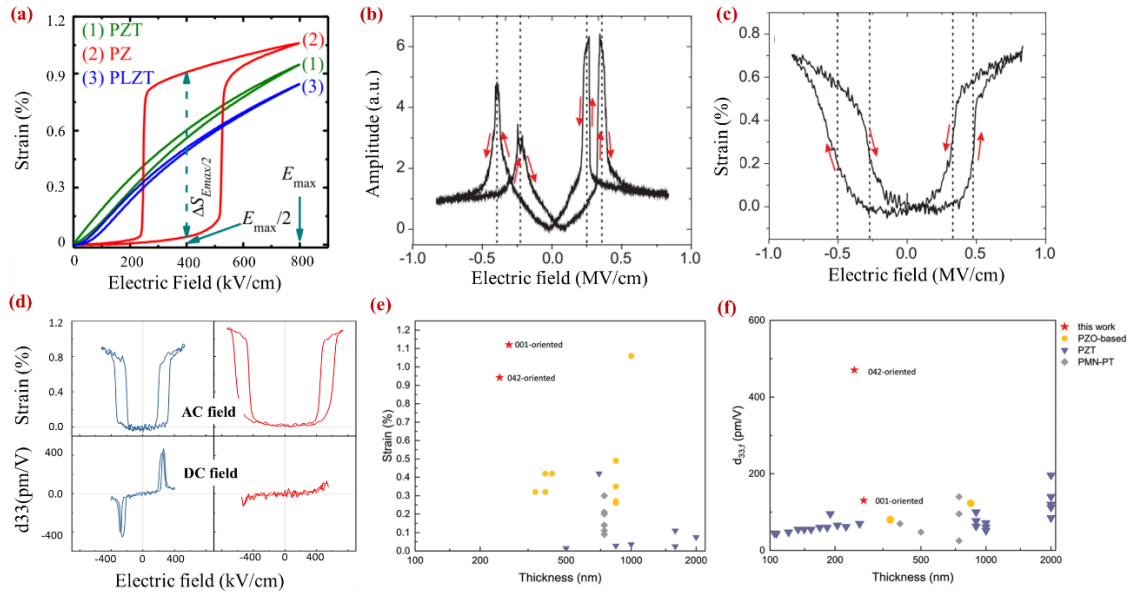 (a)
(1) PZT
(2) PZ
(3) PLZT
(2)
(1)
(3)
1.2
0.9
0.6
0.3
0
Strain (%)
ΔS_Emax/2
E_max
E_max/2
0 200 400 600 800
Electric Field (kV/cm)
(b)
6
4
2
0
Amplitude (a.u.)
-1.0 -0.5 0.0 0.5 1.0
Electric field (MV/cm)
(c)
0.8
0.6
0.4
0.2
0.0
Strain (%)
-1.0 -0.5 0.0 0.5 1.0
Electric field (MV/cm)
(d)
1.2
0.8
0.4
0.0
Strain (%)
AC field
400
0.0
-400
d33(pm/V)
DC field
-400 0 400 -400 0 400
Electric field (kV/cm)
(e)
1.2
1.1
1.0
0.9
0.8
0.7
0.6
0.5
0.4
0.3
0.2
0.1
0.0
Strain (%)
001-oriented
042-oriented
100 200 500 1000 2000
Thickness (nm)
(f)
this work
PZO-based
PZT
PMN-PT
500
400
300
200
100
0
d33,f (pm/V)
042-oriented
001-oriented
100 200 500 1000 2000
Thickness (nm)